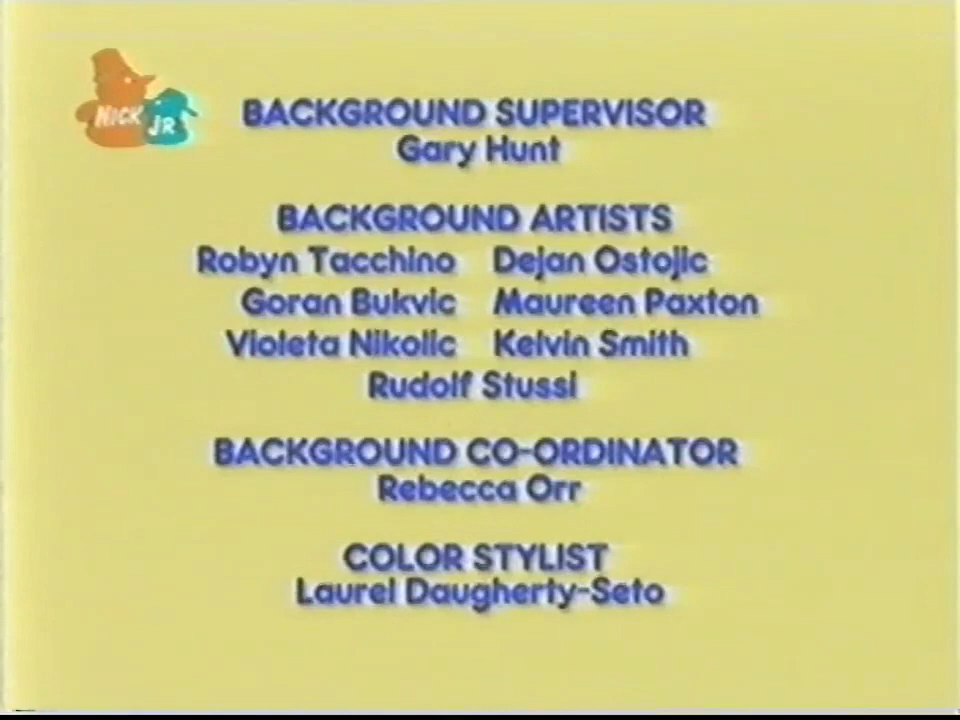 NICK JR
BACKGROUND SUPERVISOR
Gary Hunt
BACKGROUND ARTISTS
Robyn Tacchino Dejan Ostojic
Goran Bukvic Maureen Paxton
Violeta Nikolic Kelvin Smith
Rudolf Stussi
BACKGROUND CO-ORDINATOR
Rebecca Orr
COLOR STYLIST
Laurel Daugherty-Seto